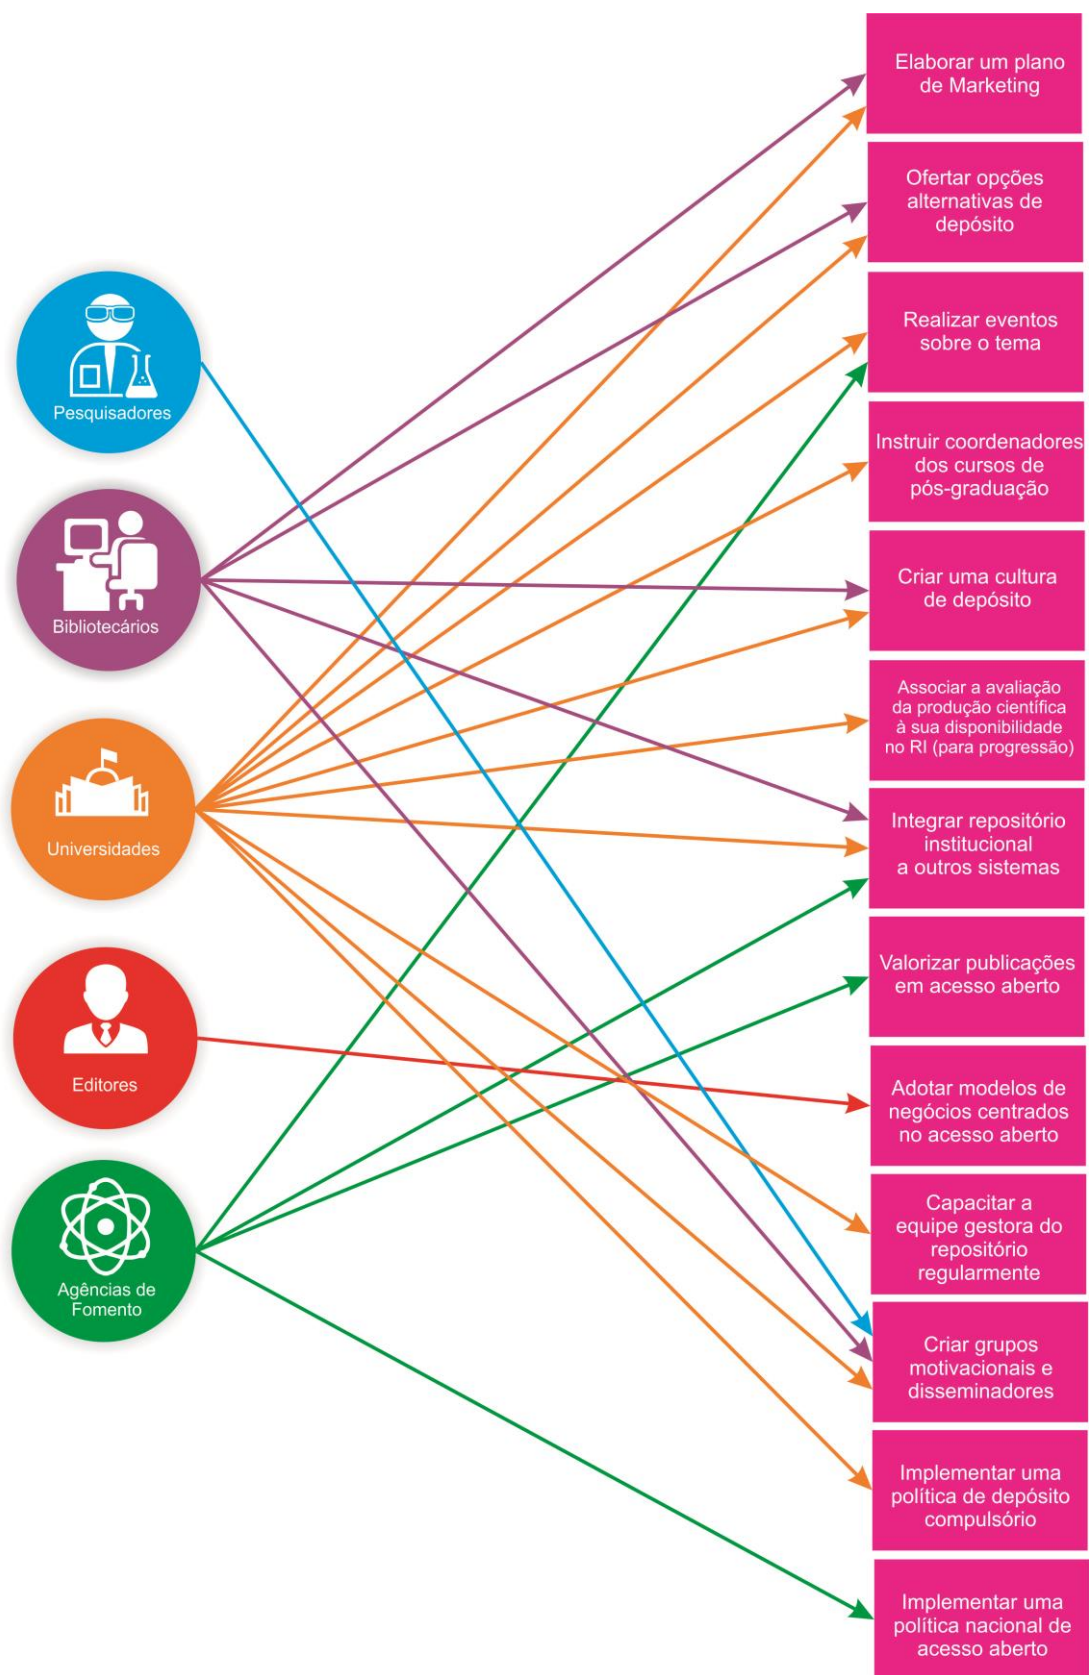 Pesquisadores
Bibliotecários
Universidades
Editores
Agências de
Fomento
Elaborar um plano
de Marketing
Ofertar opções
alternativas de
depósito
Realizar eventos
sobre o tema
Instruir coordenadores
dos cursos de
pós-graduação
Criar uma cultura
de depósito
Associar a avaliação
da produção científica
à sua disponibilidade
no RI (para progressão)
Integrar repositório
institucional
a outros sistemas
Valorizar publicações
em acesso aberto
Adotar modelos de
negócios centrados
no acesso aberto
Capacitar a
equipe gestora do
repositório
regularmente
Criar grupos
motivacionais e
disseminadores
Implementar uma
política de depósito
compulsório
Implementar uma
política nacional de
acesso aberto